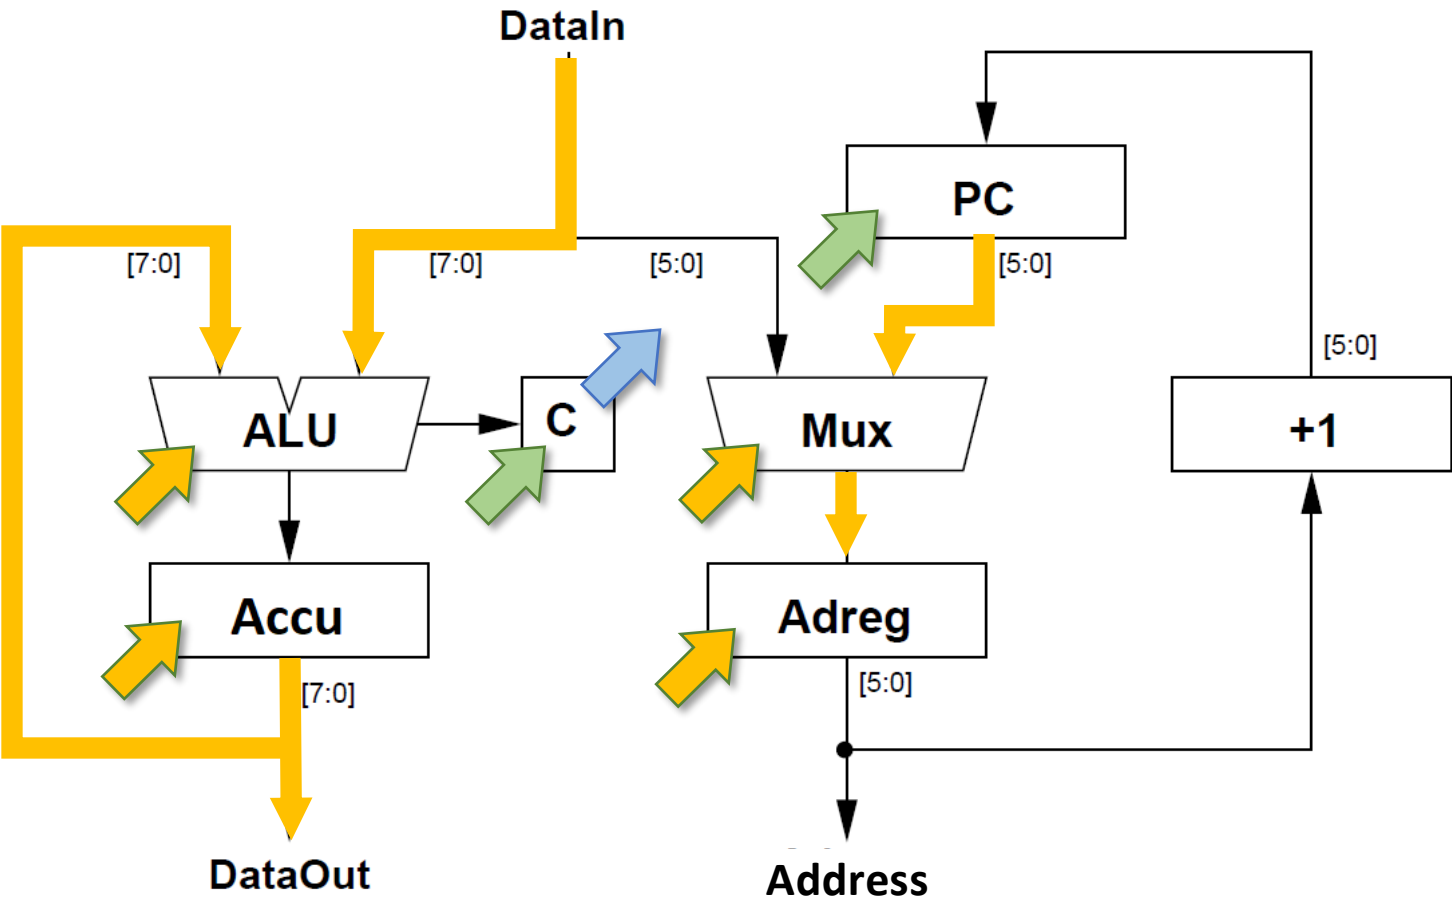 DataIn
PC
[7:0]
[7:0]
[5:0]
[5:0]
[5:0]
ALU
C
Mux
+1
Accu
Adreg
[7:0]
[5:0]
DataOut
Address